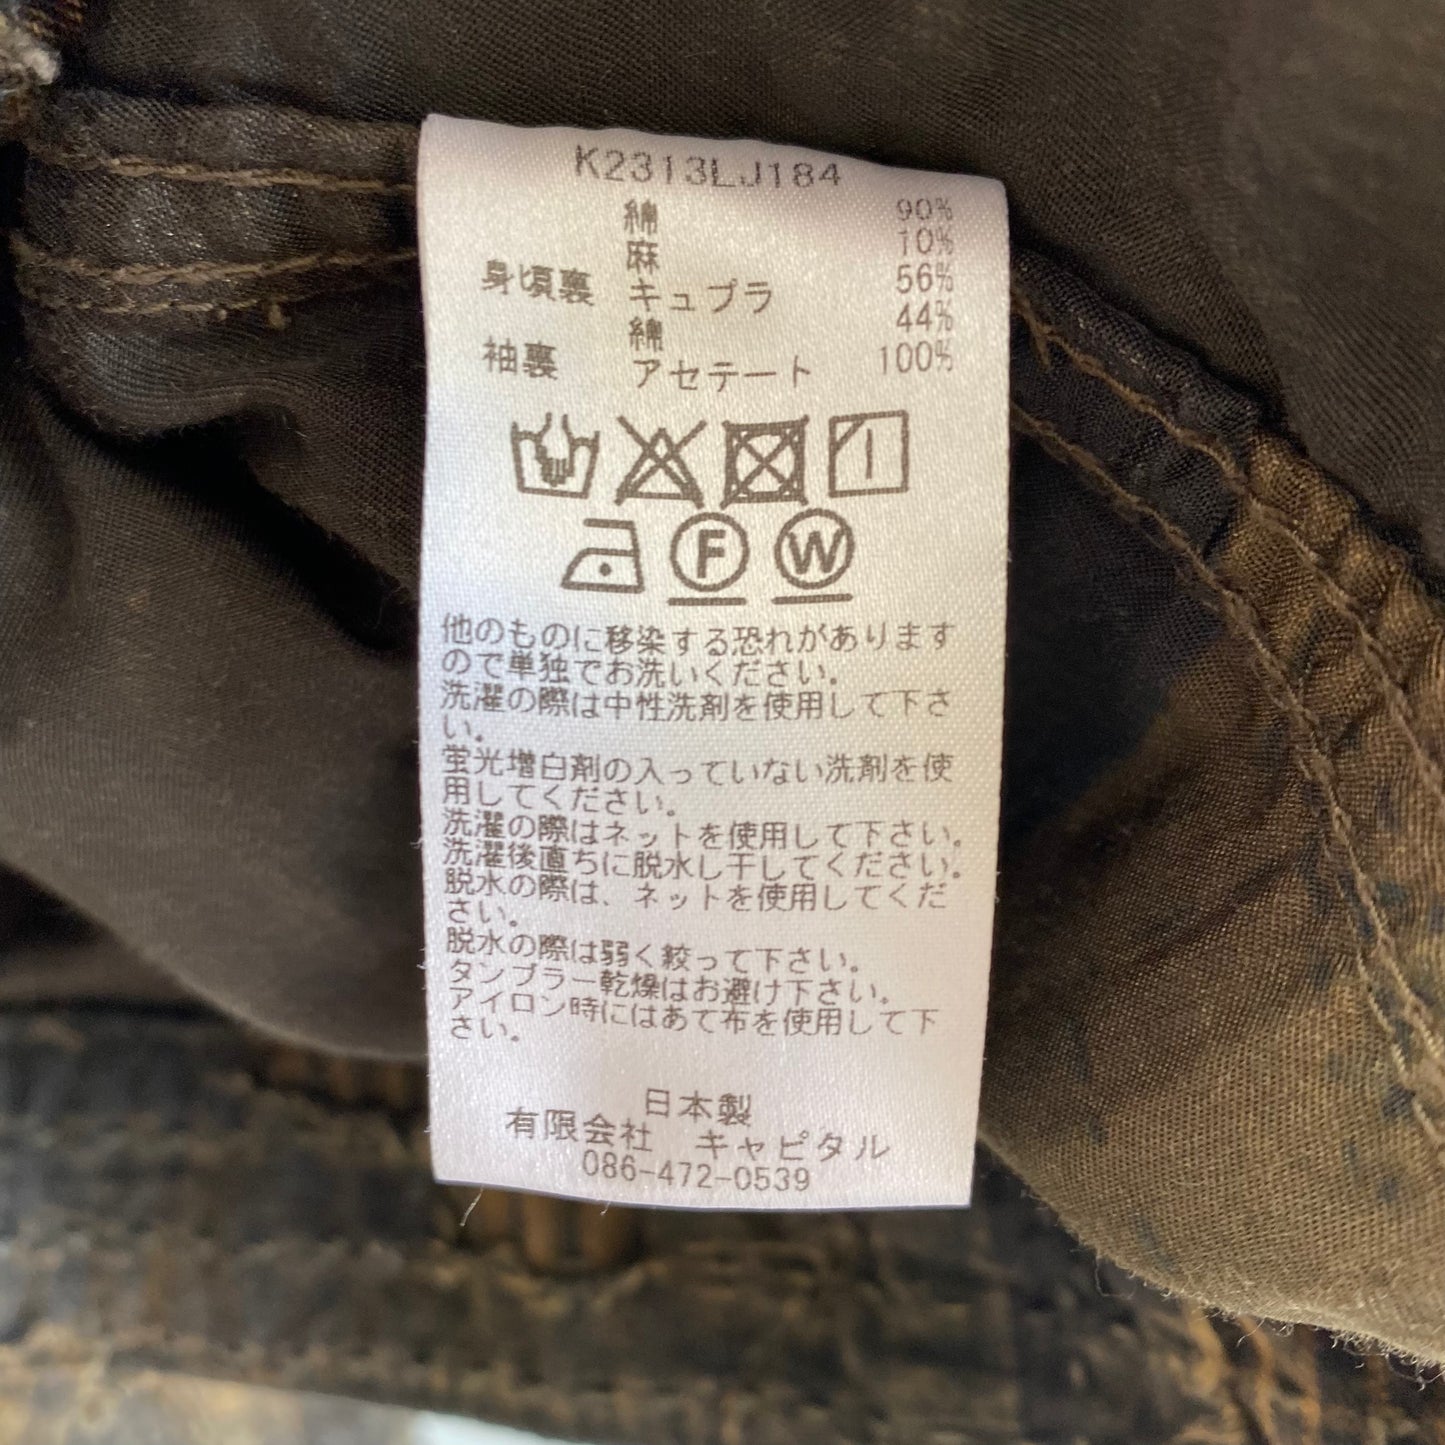 K2313LJ184
綿 90%
麻 10%
身頃裏 キュプラ 56%
綿 44%
袖裏 アセテート 100%
F W
他のものに移染する恐れがあります
ので単独でお洗いください。
洗濯の際は中性洗剤を使用して下さ
い。
蛍光増白剤の入っていない洗剤を使
用してください。
洗濯の際はネットを使用して下さい。
洗濯後直ちに脱水し干してください。
脱水の際は、ネットを使用してくだ
さい。
脱水の際は弱く絞って下さい。
タンブラー乾燥はお避け下さい。
アイロン時にはあて布を使用して下
さい。
日本製
有限会社 キャピタル
086-472-0539